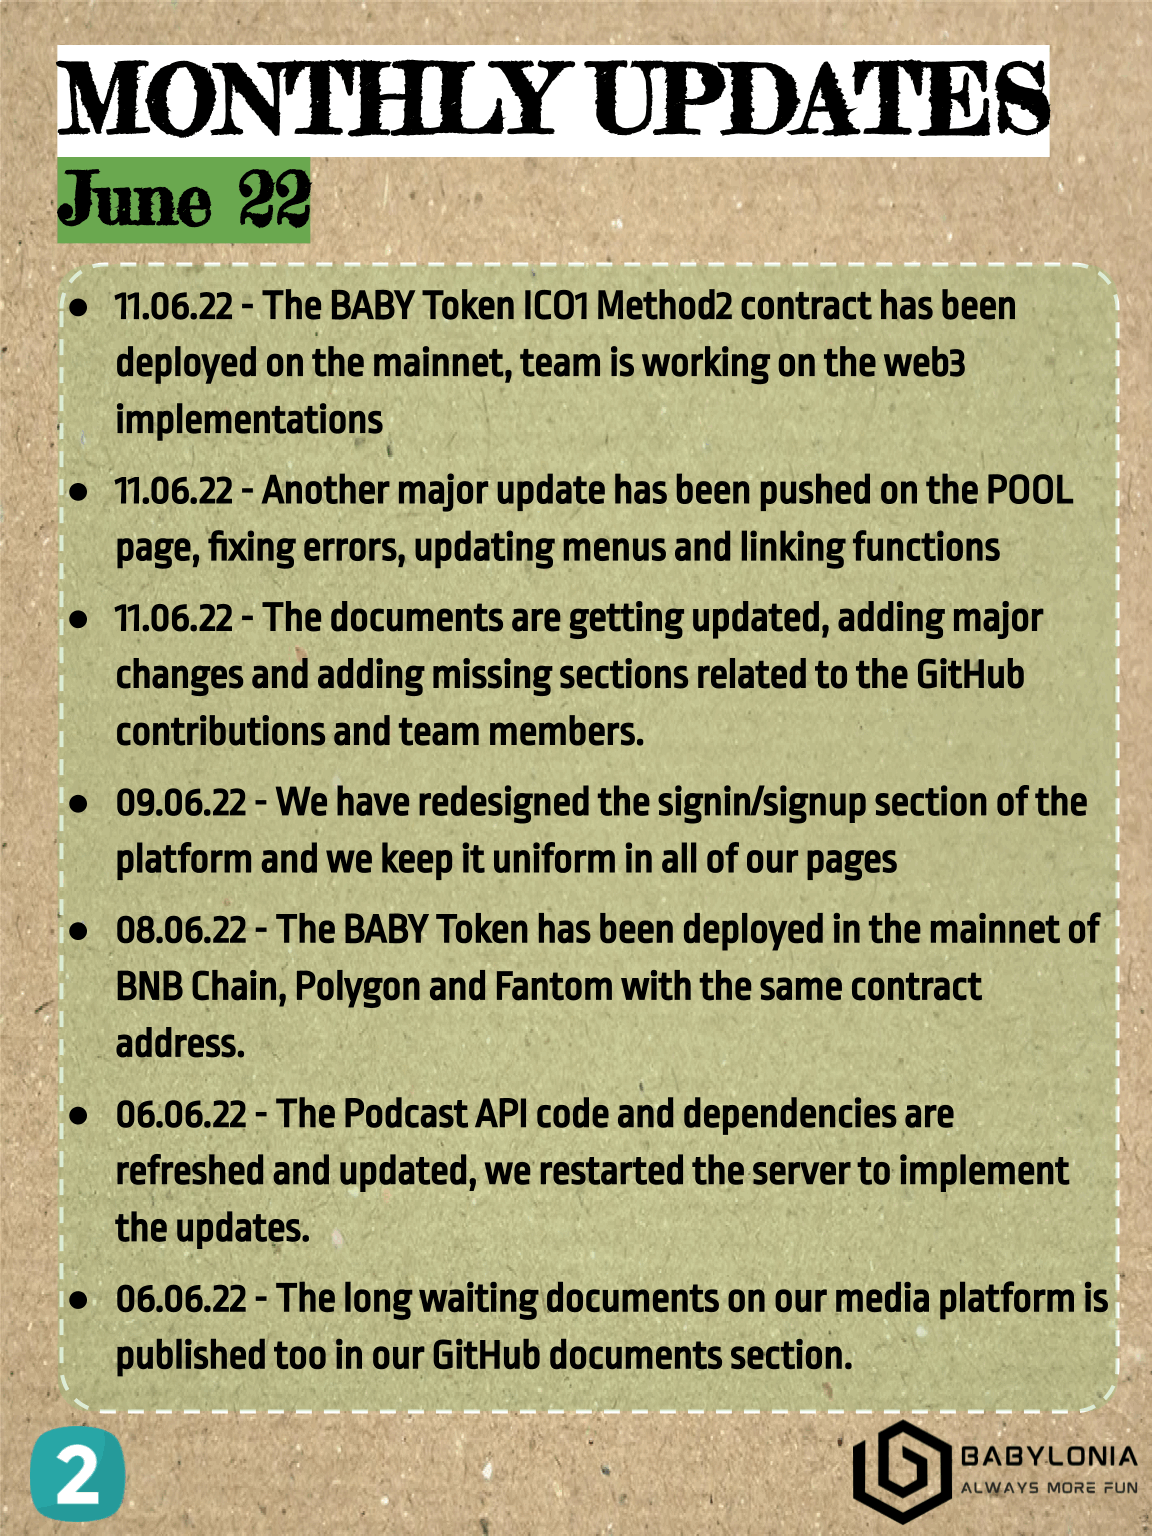 MONTHLY UPDATES
June 22
● 11.06.22 - The BABY Token ICO1 Method2 contract has been
deployed on the mainnet, team is working on the web3
implementations
● 11.06.22 - Another major update has been pushed on the POOL
page, fixing errors, updating menus and linking functions
● 11.06.22 - The documents are getting updated, adding major
changes and adding missing sections related to the GitHub
contributions and team members.
● 09.06.22 - We have redesigned the signin/signup section of the
platform and we keep it uniform in all of our pages
● 08.06.22 - The BABY Token has been deployed in the mainnet of
BNB Chain, Polygon and Fantom with the same contract
address.
● 06.06.22 - The Podcast API code and dependencies are
refreshed and updated, we restarted the server to implement
the updates.
● 06.06.22 - The long waiting documents on our media platform is
published too in our GitHub documents section.
2
BABYLONIA
ALWAYS MORE FUN